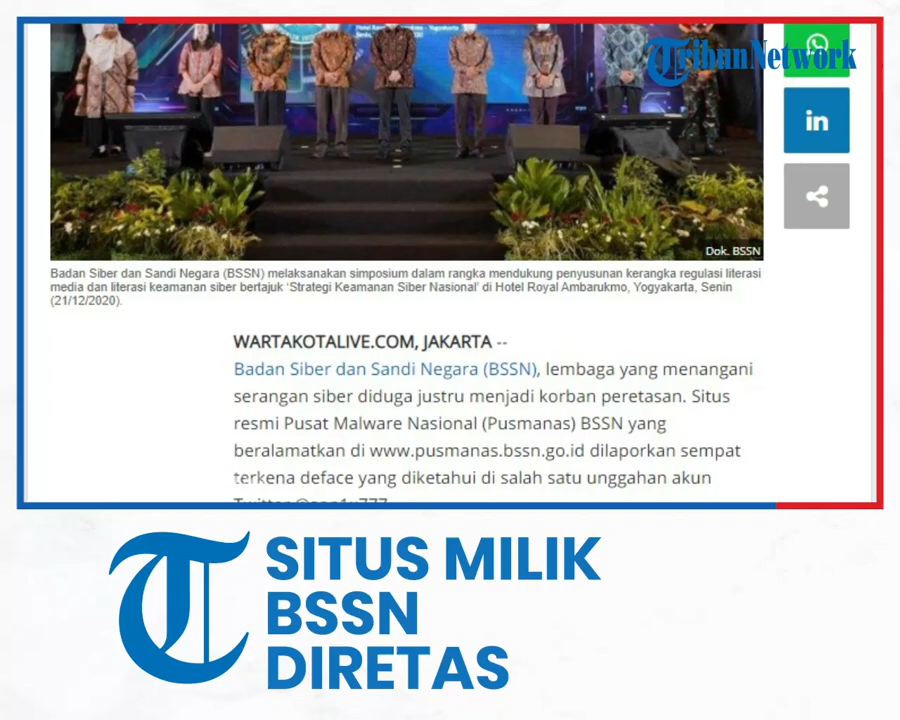 TribunNetwork
in
Dok. BSSN
Badan Siber dan Sandi Negara (BSSN) melaksanakan simposium dalam rangka mendukung penyusunan kerangka regulasi literasi
media dan literasi keamanan siber bertajuk ‘Strategi Keamanan Siber Nasional’ di Hotel Royal Ambarukmo, Yogyakarta, Senin
(21/12/2020).
WARTAKOTALIVE.COM, JAKARTA --
Badan Siber dan Sandi Negara (BSSN), lembaga yang menangani
serangan siber diduga justru menjadi korban peretasan. Situs
resmi Pusat Malware Nasional (Pusmanas) BSSN yang
beralamatkan di www.pusmanas.bssn.go.id dilaporkan sempat
terkena deface yang diketahui di salah satu unggahan akun
T SITUS MILIK
BSSN
DIRETAS